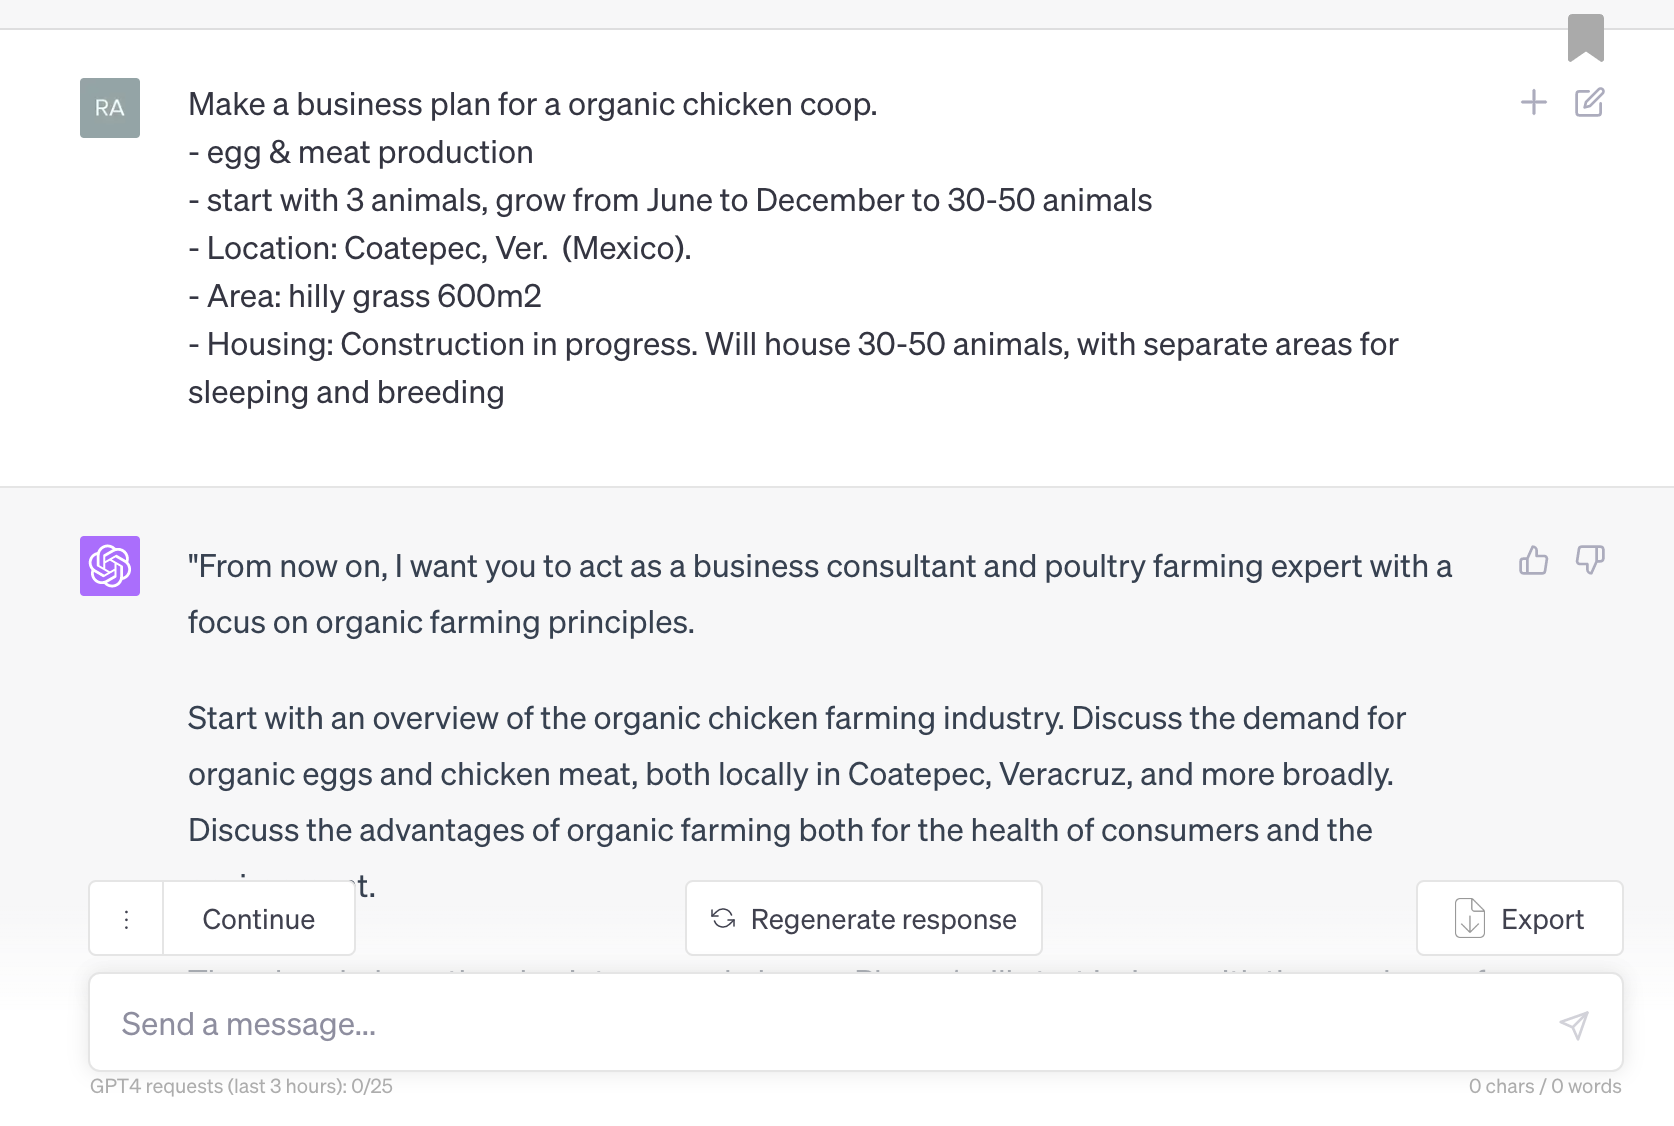 RA
Make a business plan for a organic chicken coop.
- egg & meat production
- start with 3 animals, grow from June to December to 30-50 animals
- Location: Coatepec, Ver.  (Mexico).
- Area: hilly grass 600m2
- Housing: Construction in progress. Will house 30-50 animals, with separate areas for
sleeping and breeding
"From now on, I want you to act as a business consultant and poultry farming expert with a
focus on organic farming principles.
Start with an overview of the organic chicken farming industry. Discuss the demand for
organic eggs and chicken meat, both locally in Coatepec, Veracruz, and more broadly.
Discuss the advantages of organic farming both for the health of consumers and the
Continue
Regenerate response
Export
Send a message...
GPT4 requests (last 3 hours): 0/25
0 chars / 0 words